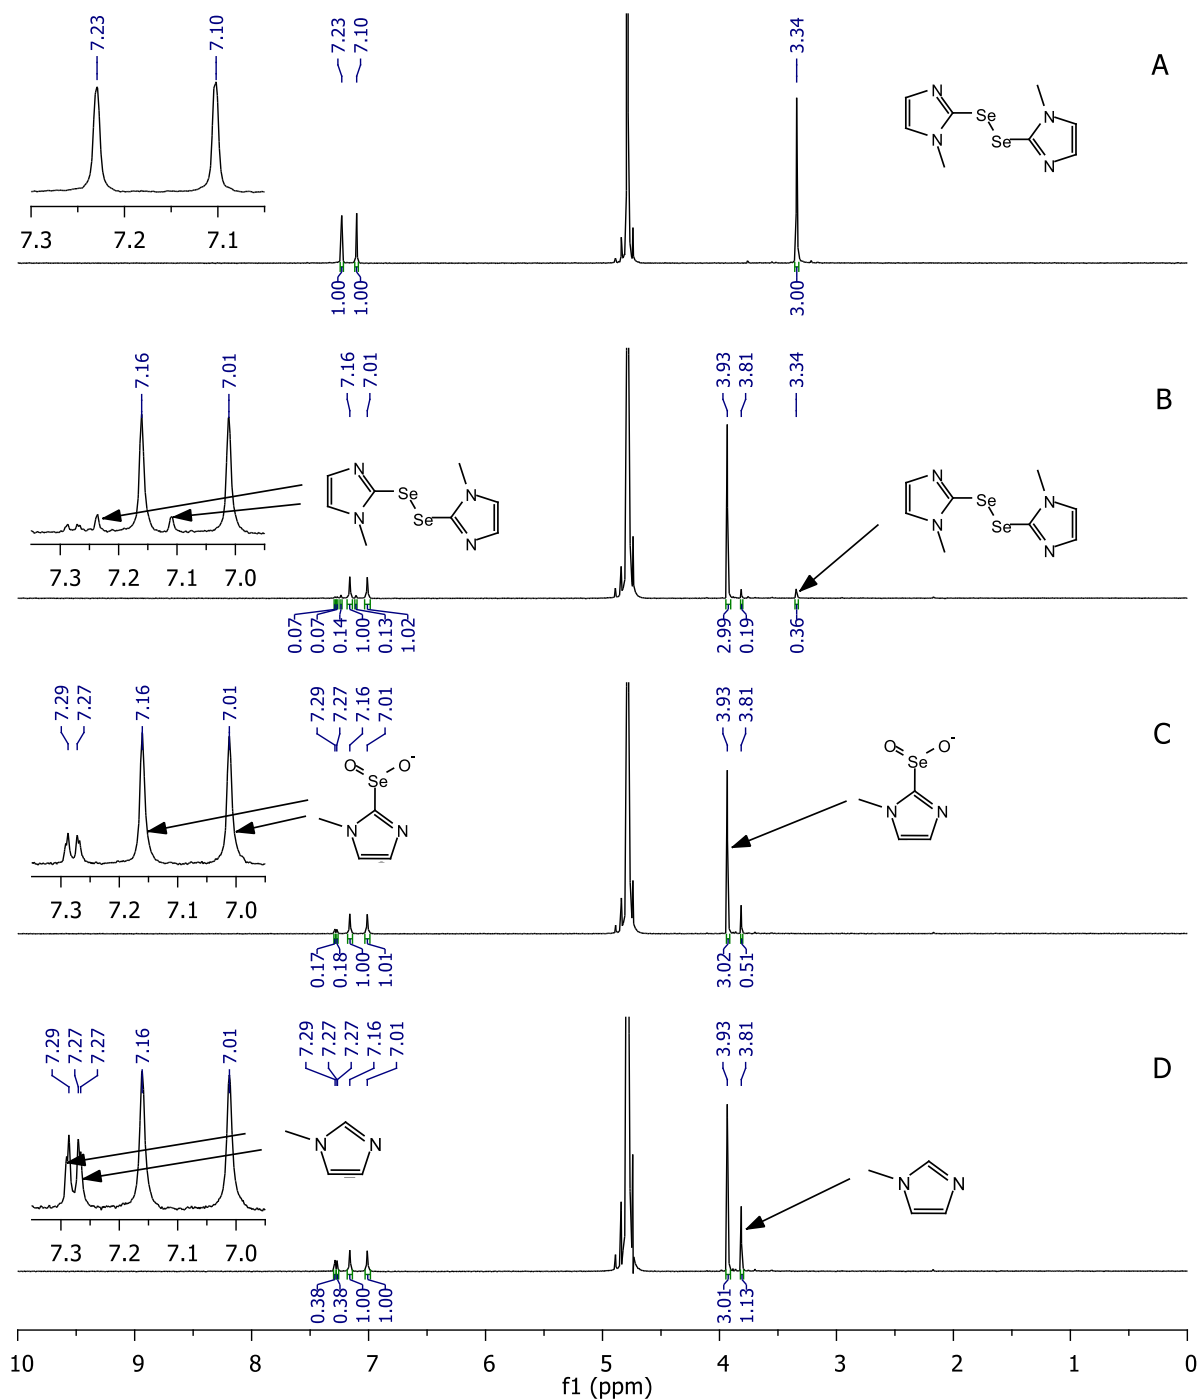 7.23 7.10 7.23 7.10 3.34
A
N Se N
N Se N
7.3 7.2 7.1
1.00 1.00 3.00
7.16 7.01 7.16 7.01 3.93 3.81 3.34
B
N Se N
N Se N
N Se N
N Se N
7.3 7.2 7.1 7.0
0.07 0.07 0.14 1.00 0.13 1.02 2.99 0.19 0.36
7.29 7.27 7.16 7.01 7.29 7.27 7.16 7.01 3.93 3.81
C
O Se O-
N N
O Se O-
N N
7.3 7.2 7.1 7.0
0.17 0.18 1.00 1.01 3.02 0.51
7.29 7.27 7.27 7.16 7.01 7.29 7.27 7.27 7.16 7.01 3.93 3.81
D
N N
N N
7.3 7.2 7.1 7.0
0.38 0.38 1.00 1.00 3.01 1.13
10 9 8 7 6 5 4 3 2 1 0
f1 (ppm)